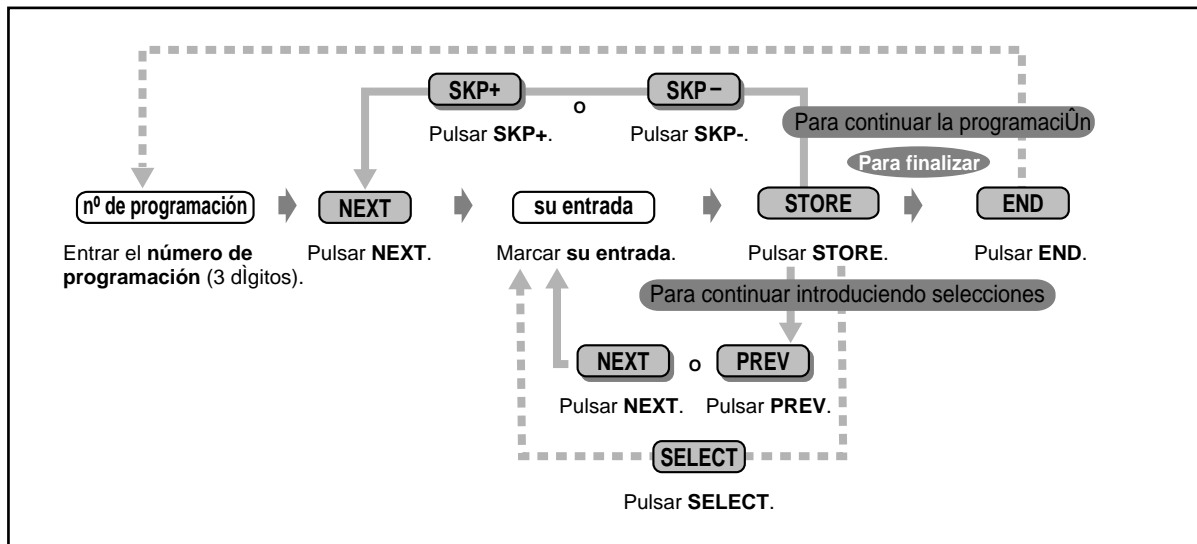 SKP+
o
SKP−
Pulsar SKP+.
Pulsar SKP-.
Para continuar la programaciÛn
Para finalizar
nº de programación
NEXT
su entrada
STORE
END
Entrar el número de
programación (3 dÌgitos).
Pulsar NEXT.
Marcar su entrada.
Pulsar STORE.
Pulsar END.
Para continuar introduciendo selecciones
NEXT
o
PREV
Pulsar NEXT.
Pulsar PREV.
SELECT
Pulsar SELECT.